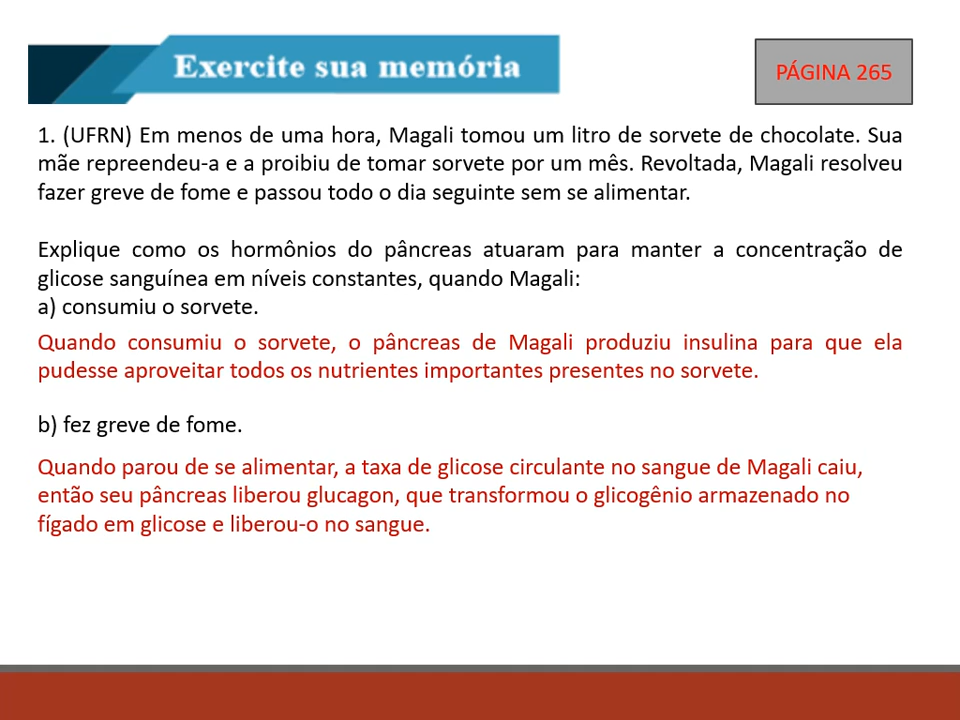 Exercite sua memória
PÁGINA 265
1. (UFRN) Em menos de uma hora, Magali tomou um litro de sorvete de chocolate. Sua
mãe repreendeu-a e a proibiu de tomar sorvete por um mês. Revoltada, Magali resolveu
fazer greve de fome e passou todo o dia seguinte sem se alimentar.
Explique como os hormônios do pâncreas atuaram para manter a concentração de
glicose sanguínea em níveis constantes, quando Magali:
a) consumiu o sorvete.
Quando consumiu o sorvete, o pâncreas de Magali produziu insulina para que ela
pudesse aproveitar todos os nutrientes importantes presentes no sorvete.
b) fez greve de fome.
Quando parou de se alimentar, a taxa de glicose circulante no sangue de Magali caiu,
então seu pâncreas liberou glucagon, que transformou o glicogênio armazenado no
fígado em glicose e liberou-o no sangue.